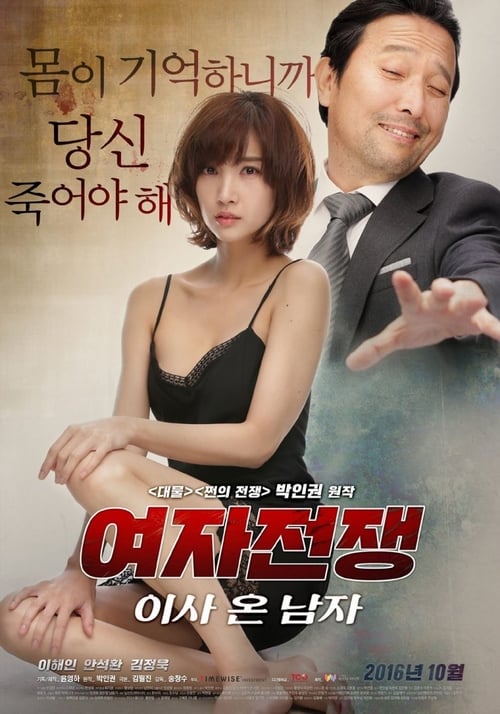 몸이 기억하니까
당신
죽어야 해
<대물><쩐의 전쟁> 박인권 원작
여자전쟁
이사 온 남자
이해인 안석환 김정욱
2016년 10월